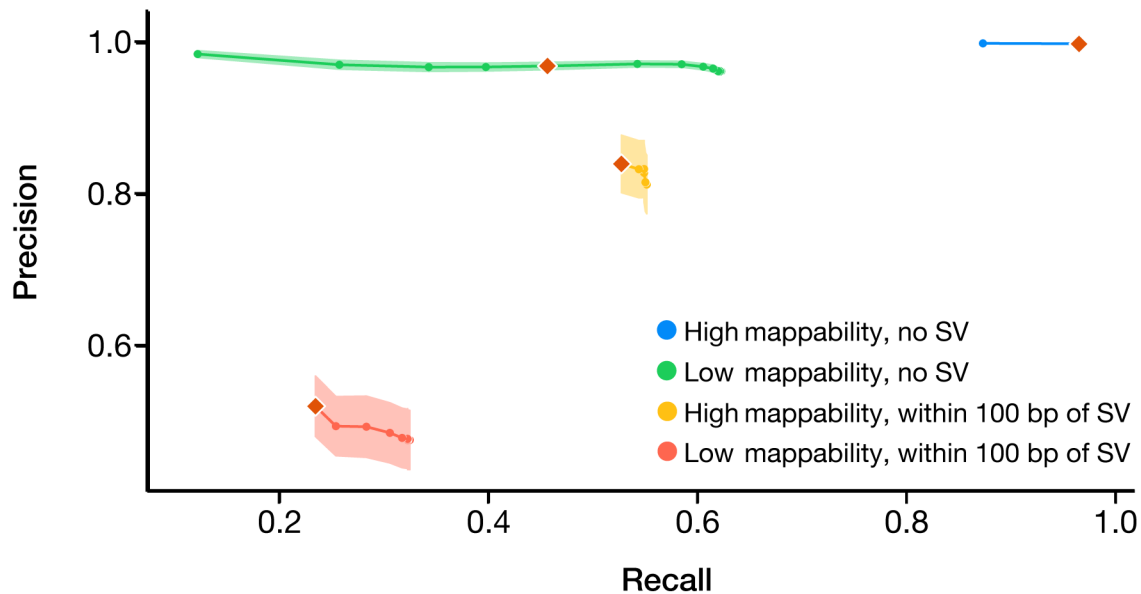 1.0
0.8
0.6
Precision
High mappability, no SV
Low mappability, no SV
High mappability, within 100 bp of SV
Low mappability, within 100 bp of SV
0.2 0.4 0.6 0.8 1.0
Recall